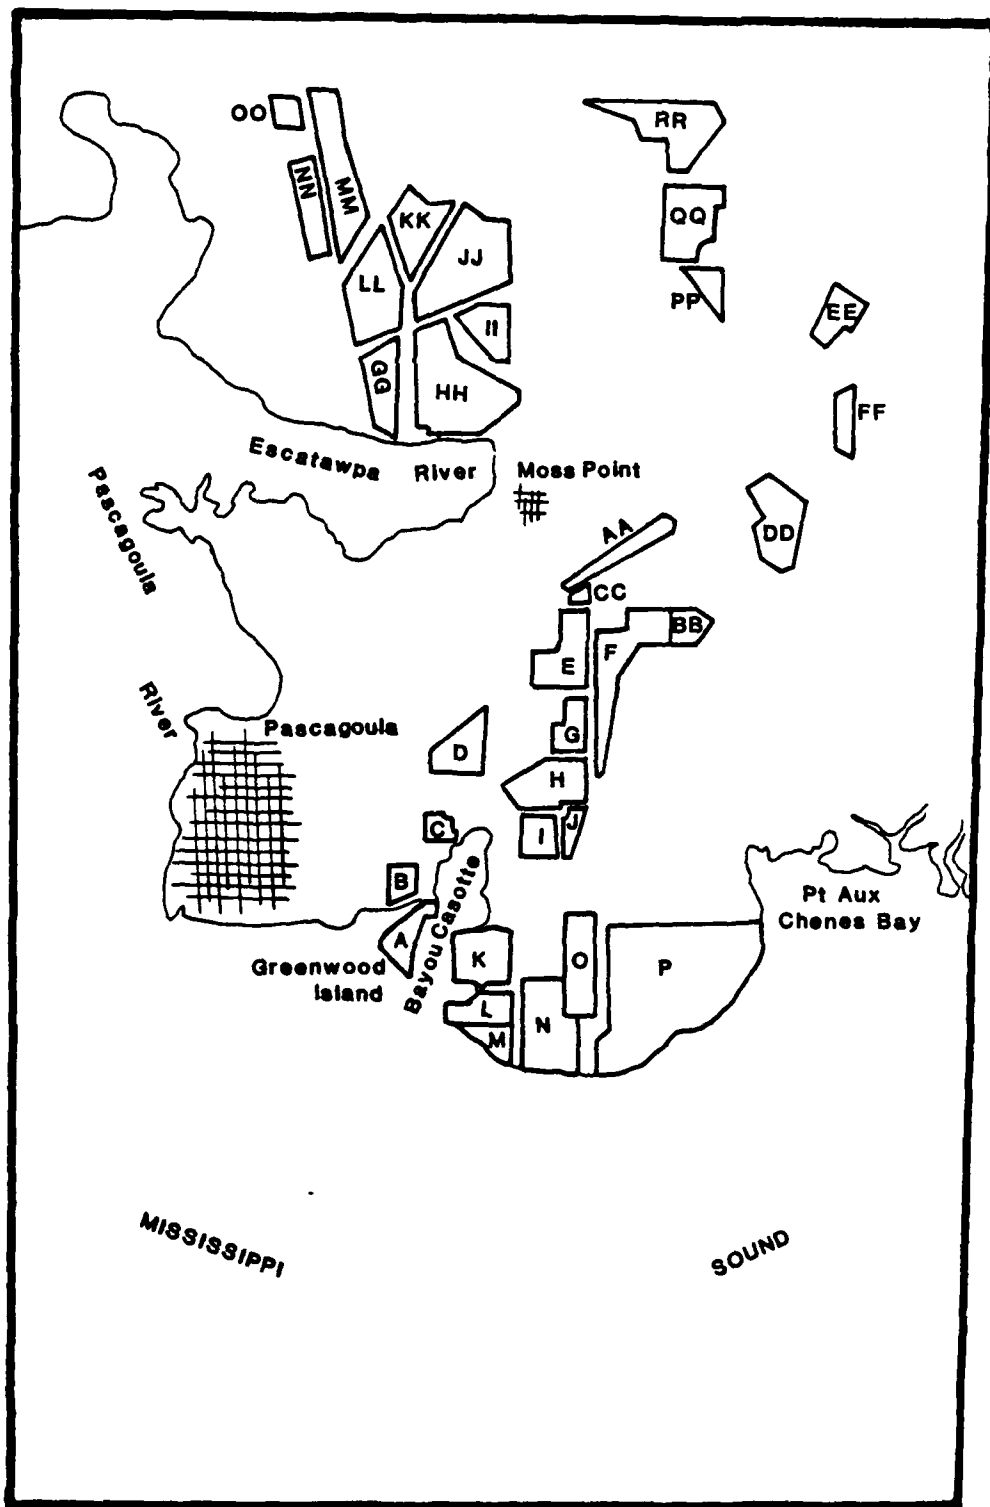 OO
RR
NN
MM
KK
QQ
JJ
LL
PP
EE
II
GG
HH
FF
Escatawpa River
Moss Point
Pascagoula
River
AA
DD
CC
BB
F
E
Pascagoula
D
G
H
C
I
J
B
Bayou Casotte
Pt Aux
Chenes Bay
A
Greenwood
Island
K
O
P
L
N
M
MISSISSIPPI
SOUND